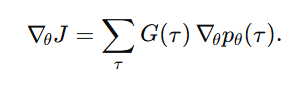 ∇θJ = ∑τ G(τ) ∇θpθ(τ).